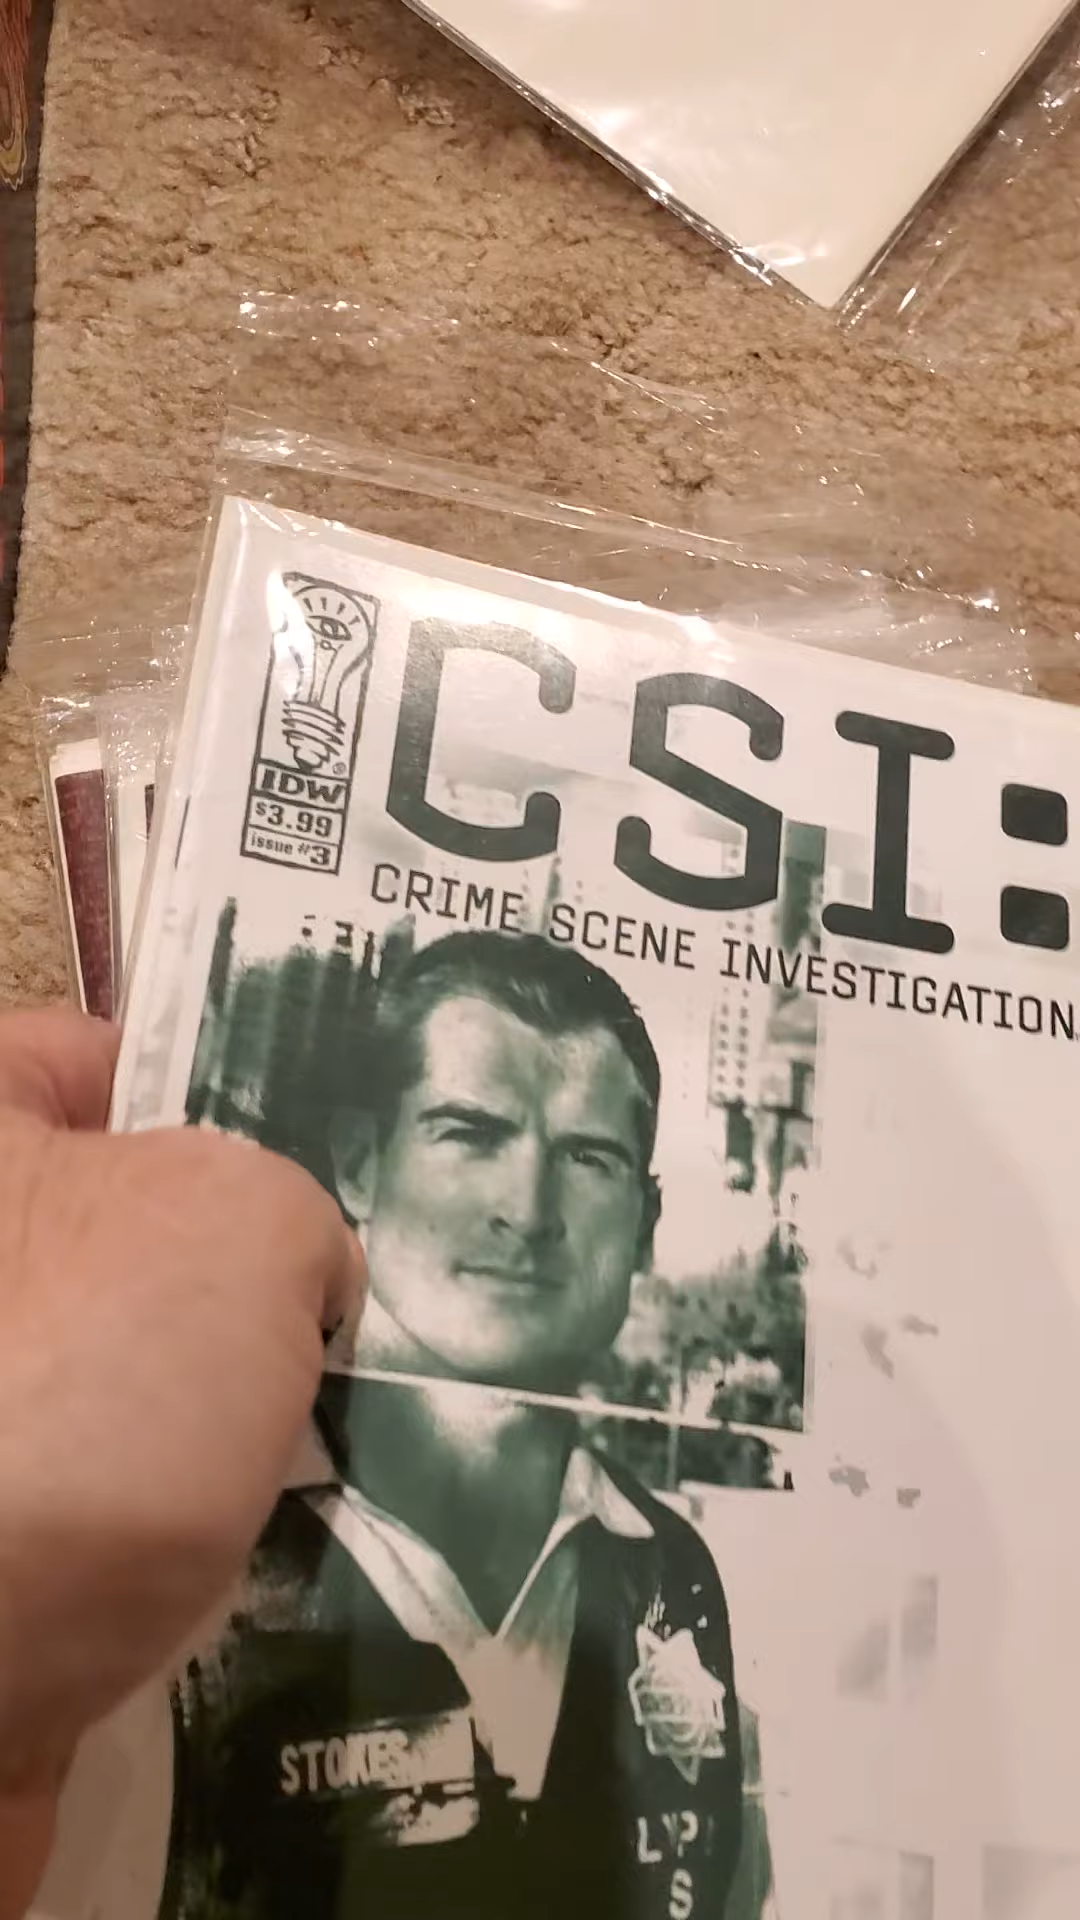 IDW
$3.99
issue #3
CSI:
CRIME SCENE INVESTIGATION
STOKES